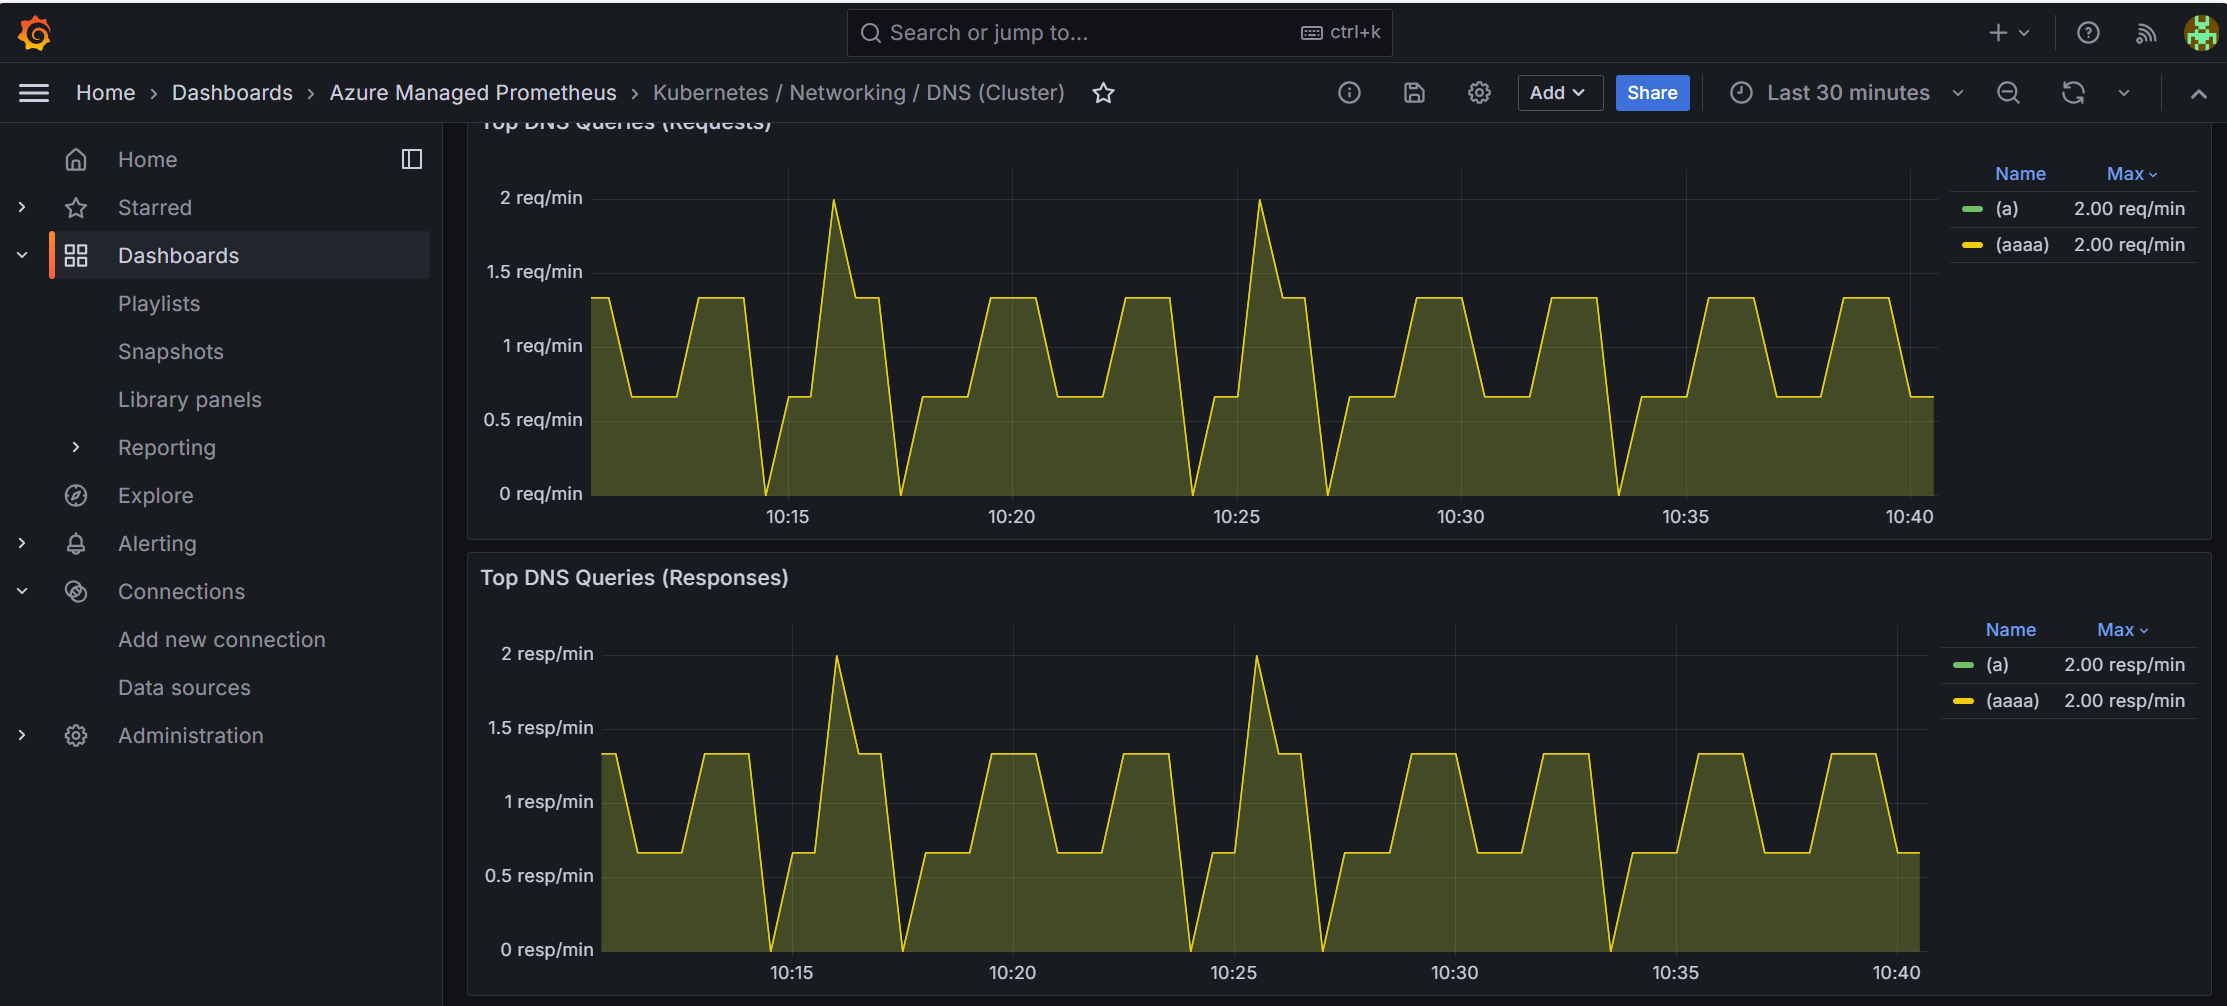 Search or jump to...
ctrl+k
Home › Dashboards › Azure Managed Prometheus › Kubernetes / Networking / DNS (Cluster)
Add
Share
Last 30 minutes
Home
Starred
Dashboards
Playlists
Snapshots
Library panels
Reporting
Explore
Alerting
Connections
Add new connection
Data sources
Administration
Top DNS Queries (Requests)
2 req/min
1.5 req/min
1 req/min
0.5 req/min
0 req/min
10:15 10:20 10:25 10:30 10:35 10:40
Name Max
(a) 2.00 req/min
(aaaa) 2.00 req/min
Top DNS Queries (Responses)
2 resp/min
1.5 resp/min
1 resp/min
0.5 resp/min
0 resp/min
10:15 10:20 10:25 10:30 10:35 10:40
Name Max
(a) 2.00 resp/min
(aaaa) 2.00 resp/min